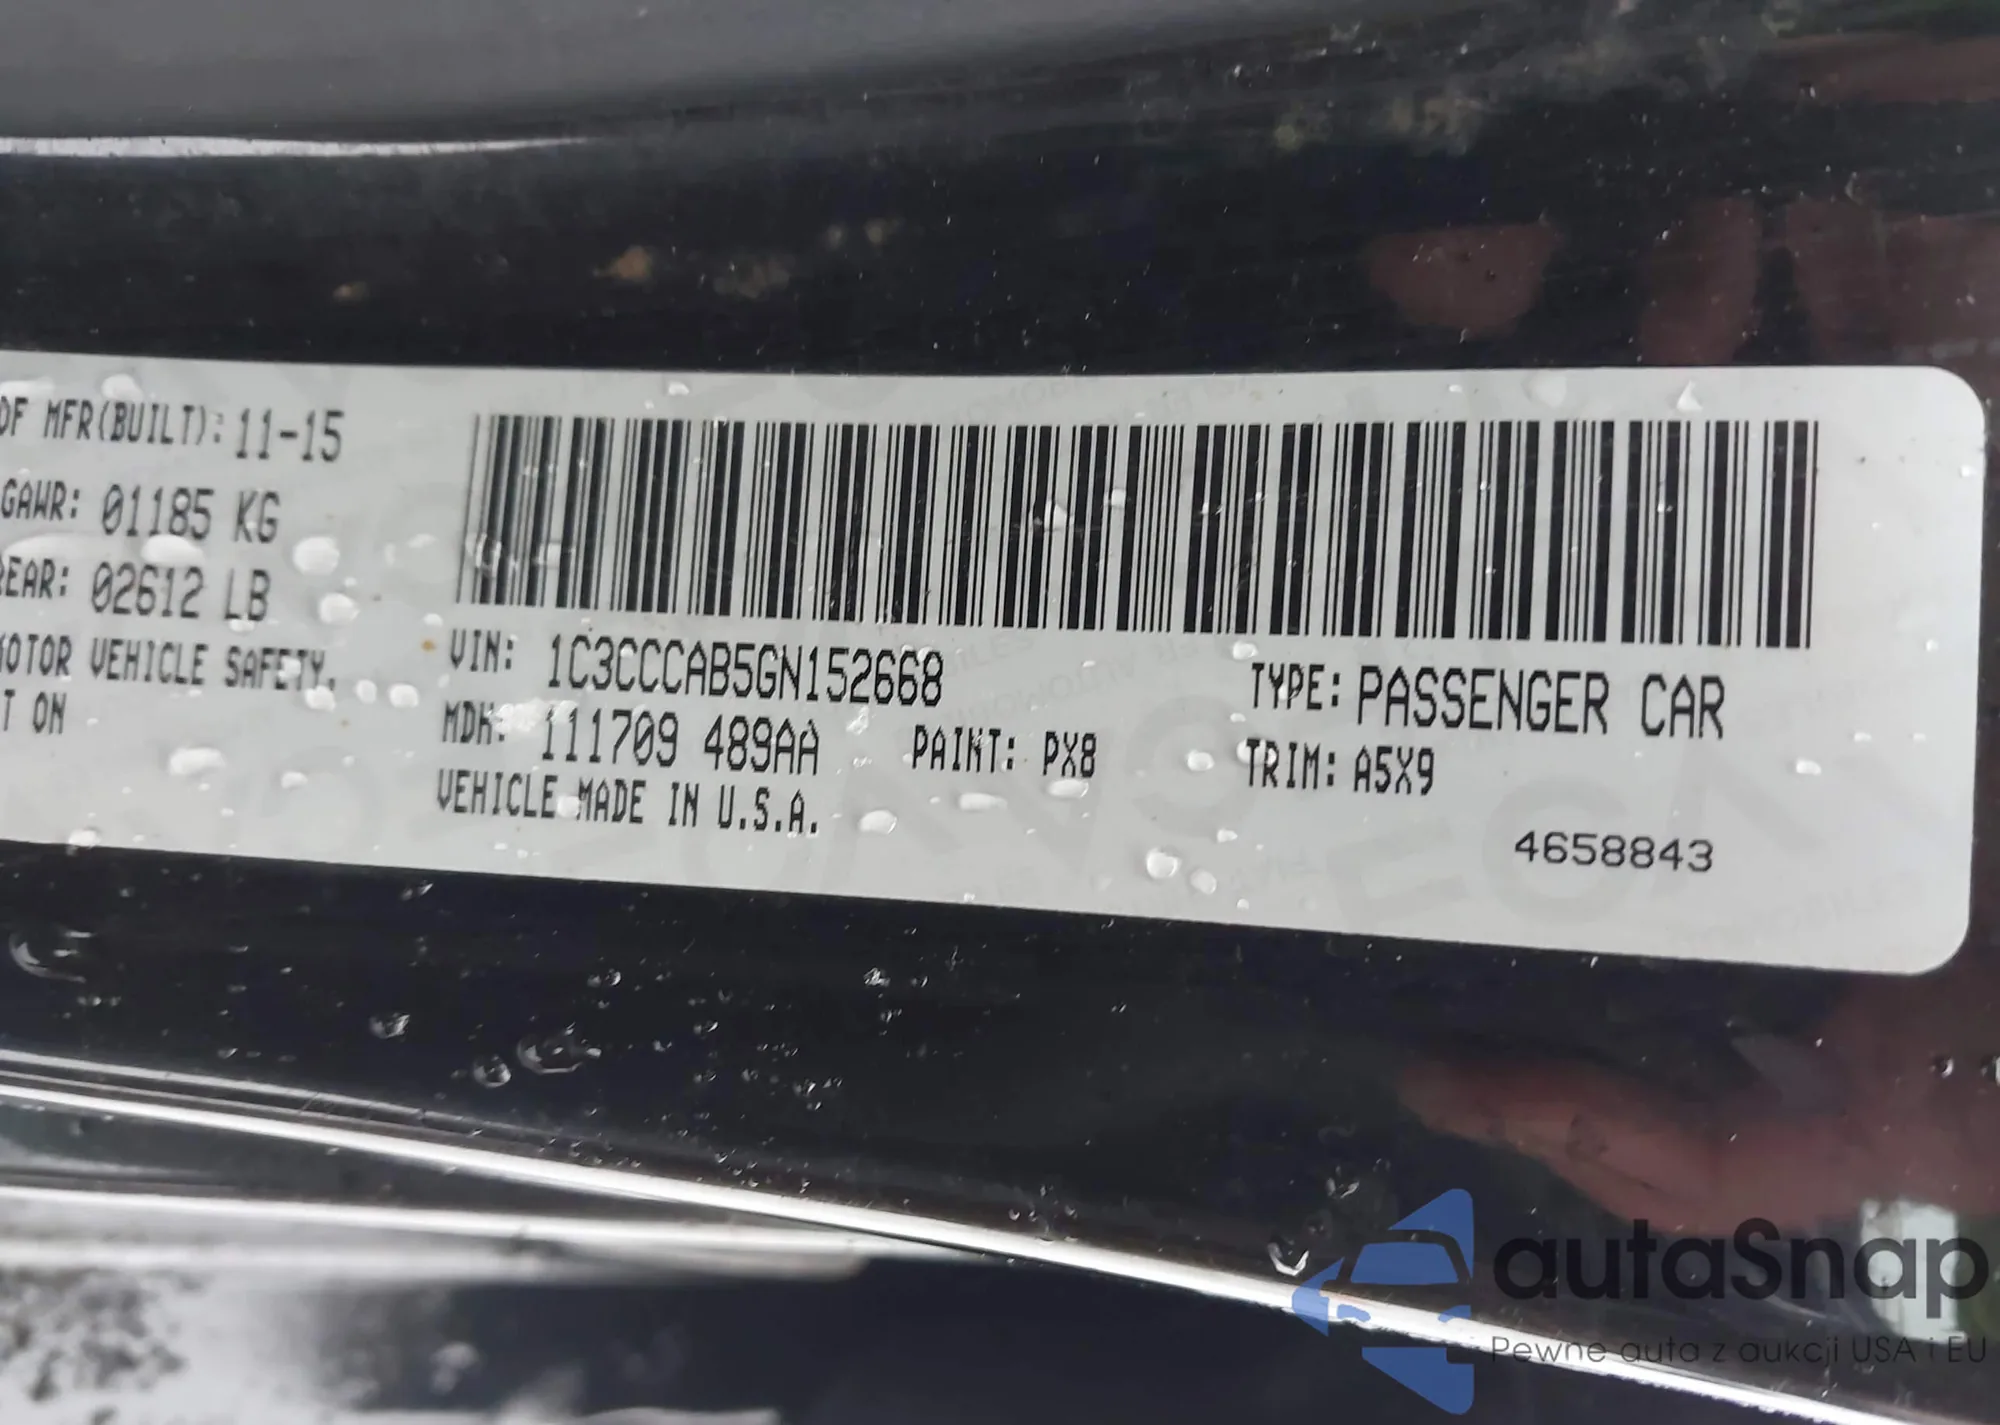 OF MFR(BUILT): 11-15
GAWR: 01185 KG
REAR: 02612 LB
MOTOR VEHICLE SAFETY,
T ON
VIN: 1C3CCCAB5GN152668
TYPE: PASSENGER CAR
MDH: 111709 489AA PAINT: PX8 TRIM: A5X9
VEHICLE MADE IN U.S.A.
4658843
autaSnap
Pewne auta z aukcji USA i EU